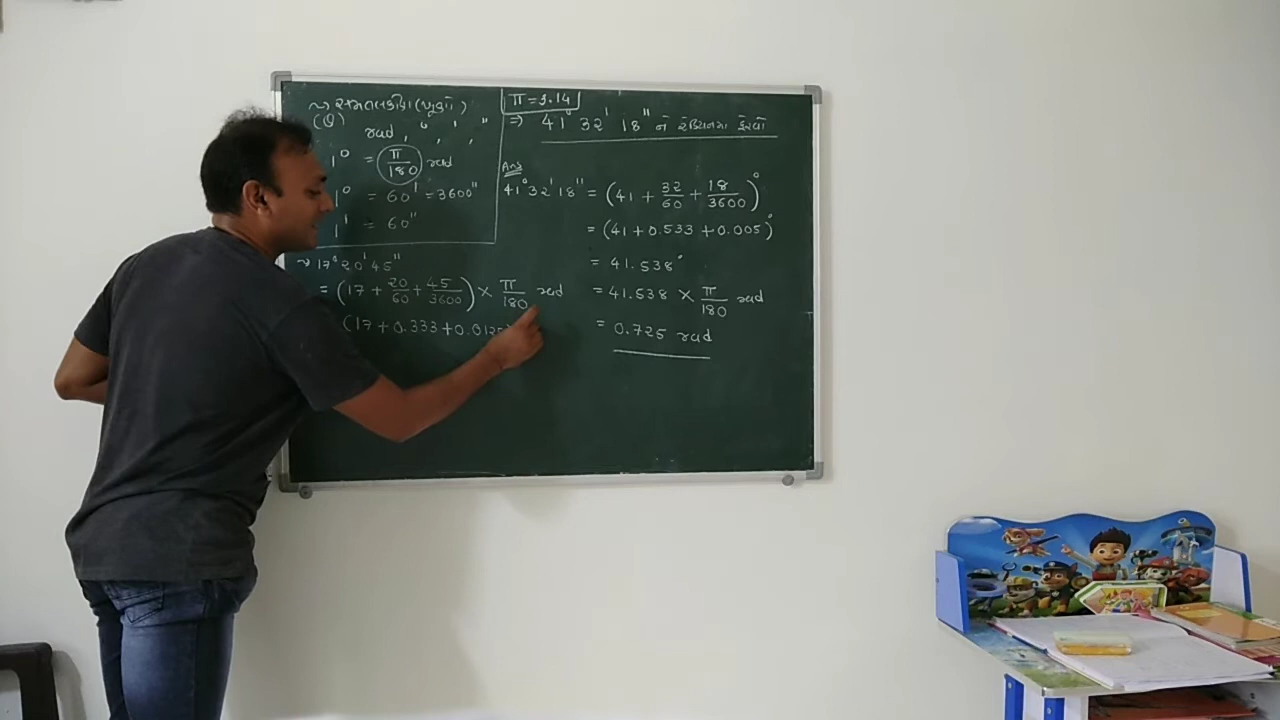 ~> સમતલકોણ (ખૂણો)
(θ)
rad, °, ', "
1° = π/180 rad
1° = 60' = 3600"
1' = 60"
~> 17° 20' 45"
= (17 + 20/60 + 45/3600) × π/180 rad
(17 + 0.333 + 0.0125)
π = 3.14
⇒ 41° 32' 18" ને રેડિયનમાં ફેરવો
Ans
41° 32' 18" = (41 + 32/60 + 18/3600)°
= (41 + 0.533 + 0.005)°
= 41.538°
= 41.538 × π/180 rad
= 0.725 rad